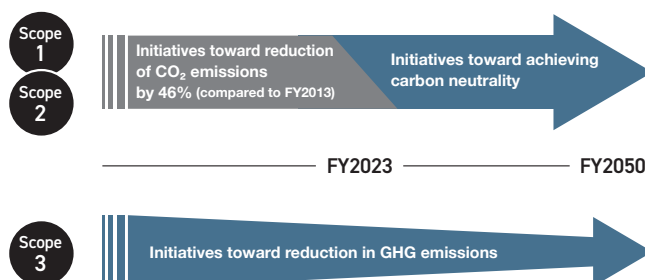 Scope
1
Scope
2
Initiatives toward reduction
of CO₂ emissions
by 46% (compared to FY2013)
Initiatives toward achieving
carbon neutrality
FY2023
FY2050
Scope
3
Initiatives toward reduction in GHG emissions